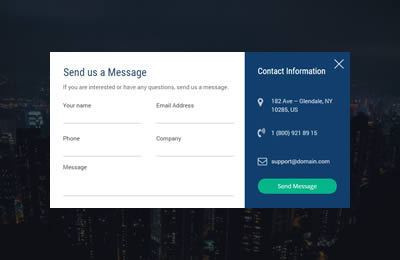 Send us a Message
If you are interested or have any questions, send us a message.
Your name
Email Address
Phone
Company
Message
Contact Information
182 Ave – Glendale, NY
10285, US
1 (800) 921 89 15
support@domain.com
Send Message